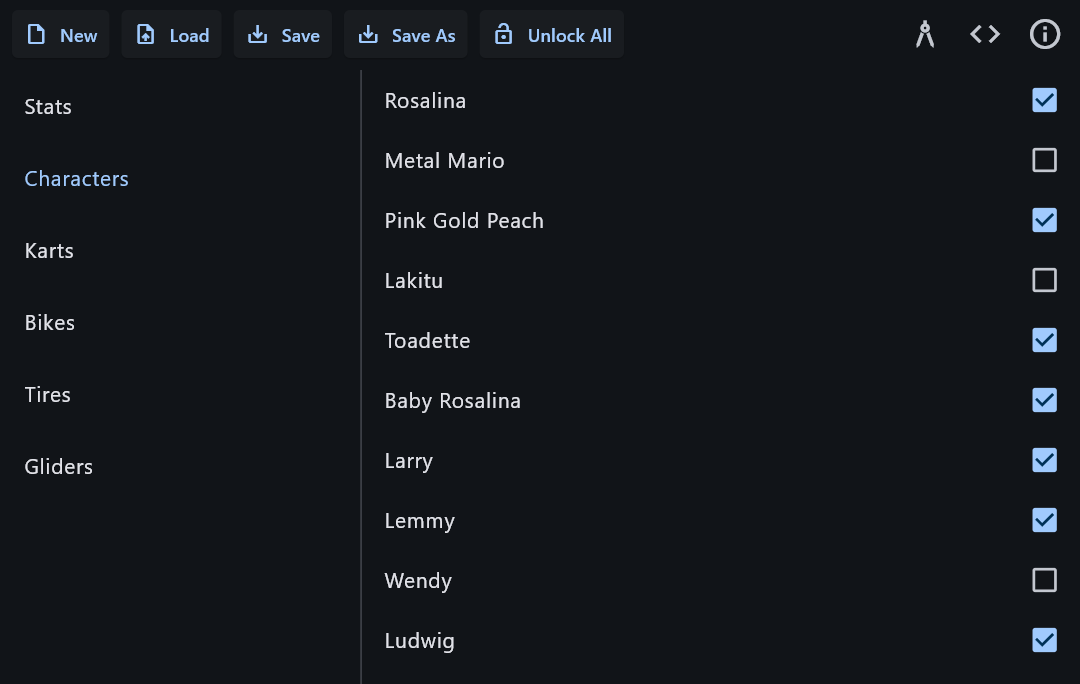 New Load Save Save As Unlock All
Stats
Characters
Karts
Bikes
Tires
Gliders
Rosalina
Metal Mario
Pink Gold Peach
Lakitu
Toadette
Baby Rosalina
Larry
Lemmy
Wendy
Ludwig